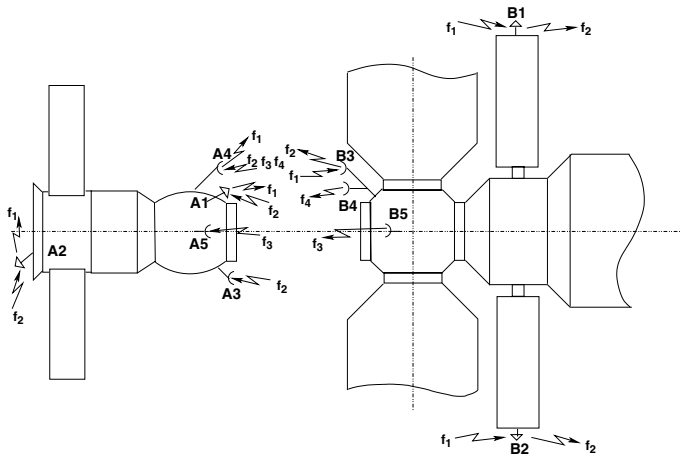 B1
f1 f2
A4 f1
f2 f3 f4
f2 B3
f1
f4 B4
A1 f1
f2
f1
A2
A5 f3
f3 B5
f2
A3 f2
f1 f2
B2